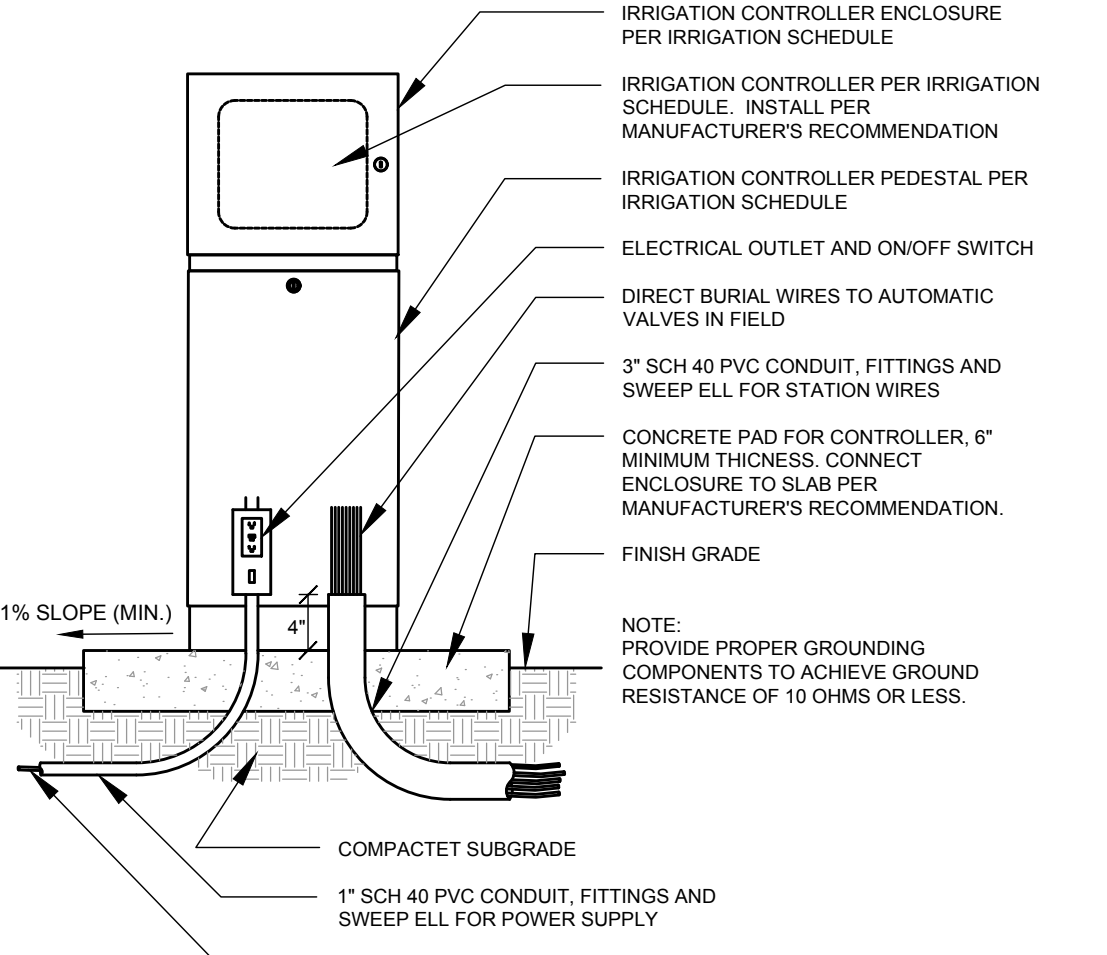 IRRIGATION CONTROLLER ENCLOSURE
PER IRRIGATION SCHEDULE
IRRIGATION CONTROLLER PER IRRIGATION
SCHEDULE. INSTALL PER
MANUFACTURER'S RECOMMENDATION
IRRIGATION CONTROLLER PEDESTAL PER
IRRIGATION SCHEDULE
ELECTRICAL OUTLET AND ON/OFF SWITCH
DIRECT BURIAL WIRES TO AUTOMATIC
VALVES IN FIELD
3" SCH 40 PVC CONDUIT, FITTINGS AND
SWEEP ELL FOR STATION WIRES
CONCRETE PAD FOR CONTROLLER, 6"
MINIMUM THICNESS. CONNECT
ENCLOSURE TO SLAB PER
MANUFACTURER'S RECOMMENDATION.
FINISH GRADE
1% SLOPE (MIN.)
4"
NOTE:
PROVIDE PROPER GROUNDING
COMPONENTS TO ACHIEVE GROUND
RESISTANCE OF 10 OHMS OR LESS.
COMPACTET SUBGRADE
1" SCH 40 PVC CONDUIT, FITTINGS AND
SWEEP ELL FOR POWER SUPPLY